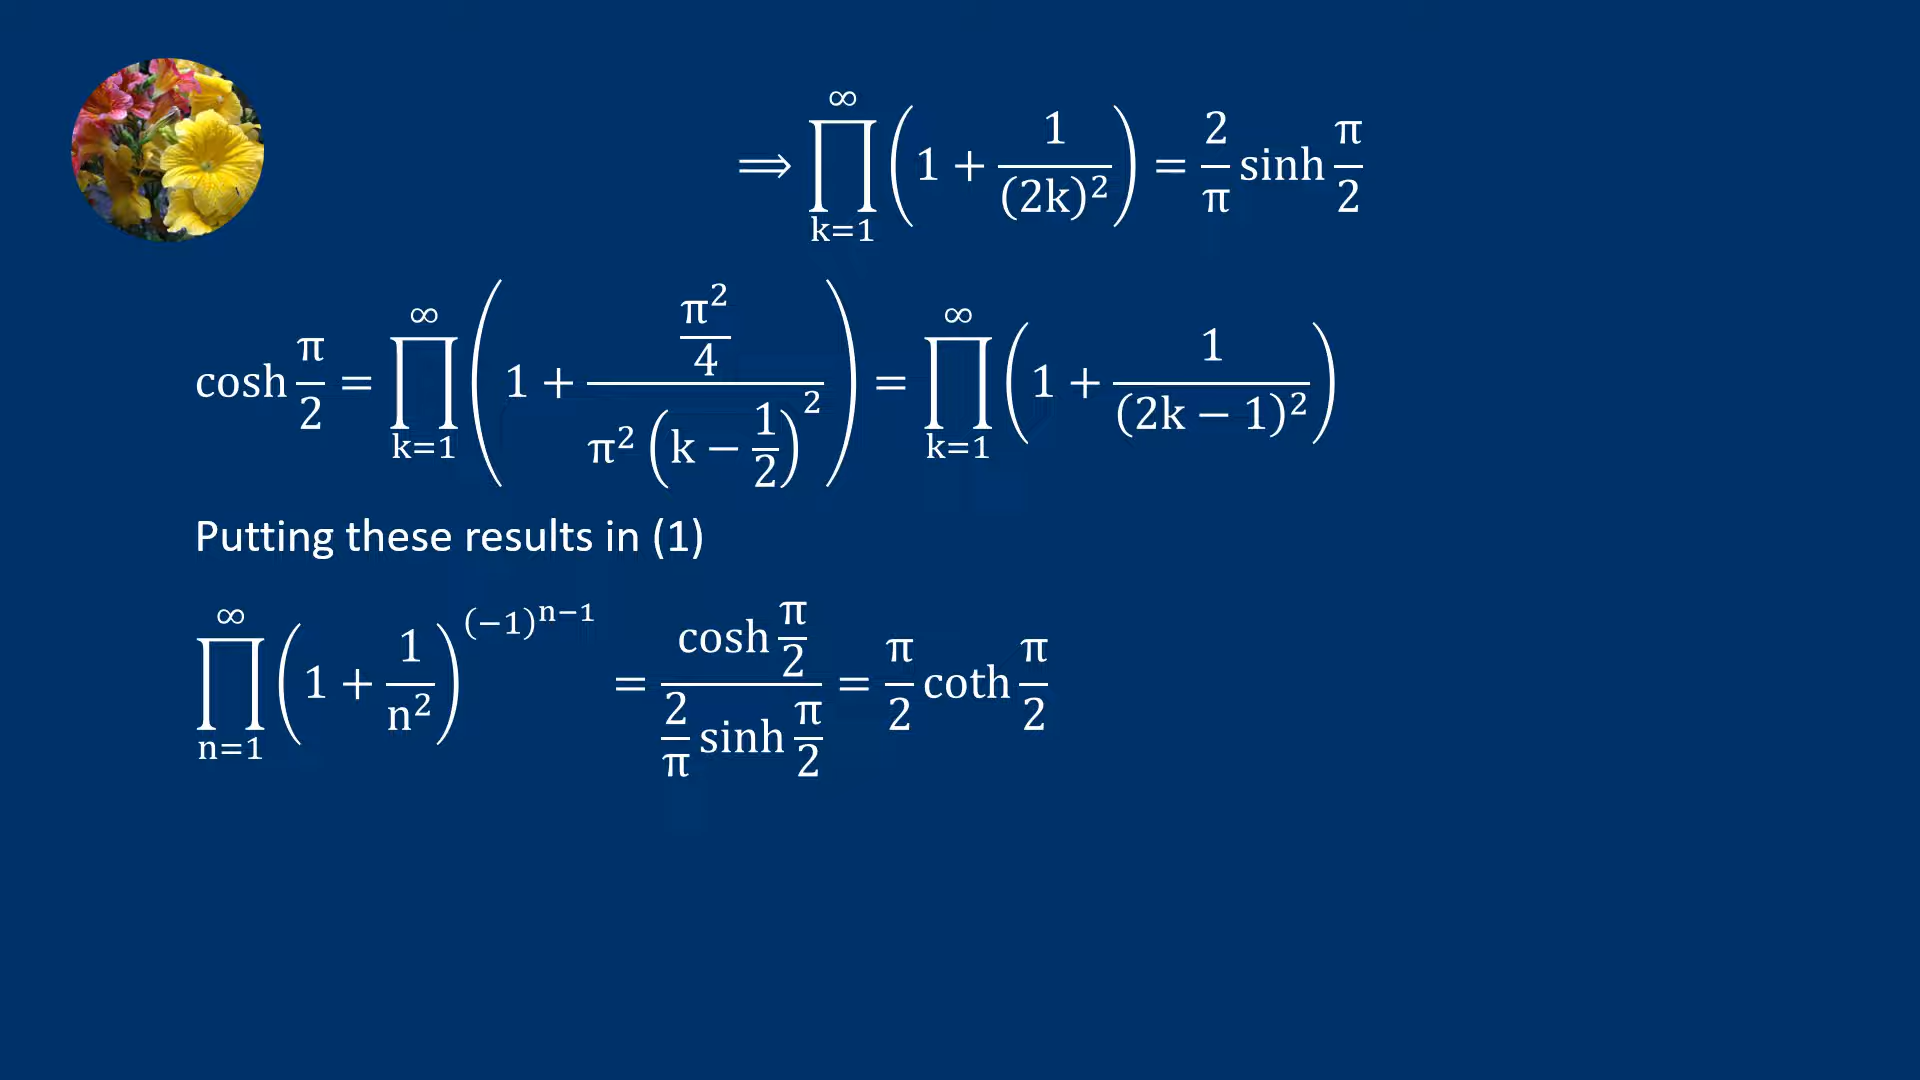 ⟹ ∏_{k=1}^{∞} (1 + 1/(2k)²) = 2/π sinh π/2
cosh π/2 = ∏_{k=1}^{∞} (1 + (π²/4)/(π² (k − 1/2)²)) = ∏_{k=1}^{∞} (1 + 1/(2k − 1)²)
Putting these results in (1)
∏_{n=1}^{∞} (1 + 1/n²)^{(−1)^{n−1}} = (cosh π/2)/(2/π sinh π/2) = π/2 coth π/2